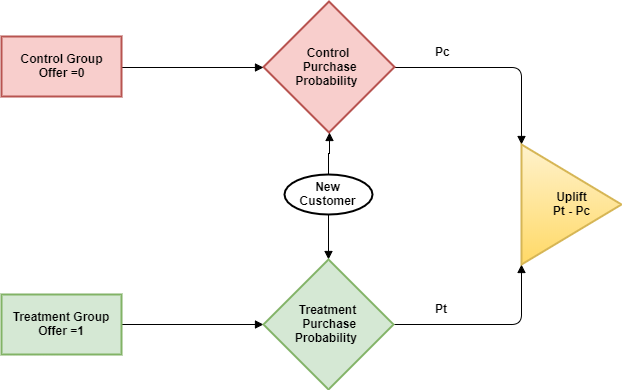 Control Group
Offer =0
Control
Purchase
Probability
Pc
New
Customer
Uplift
Pt - Pc
Treatment Group
Offer =1
Treatment
Purchase
Probability
Pt